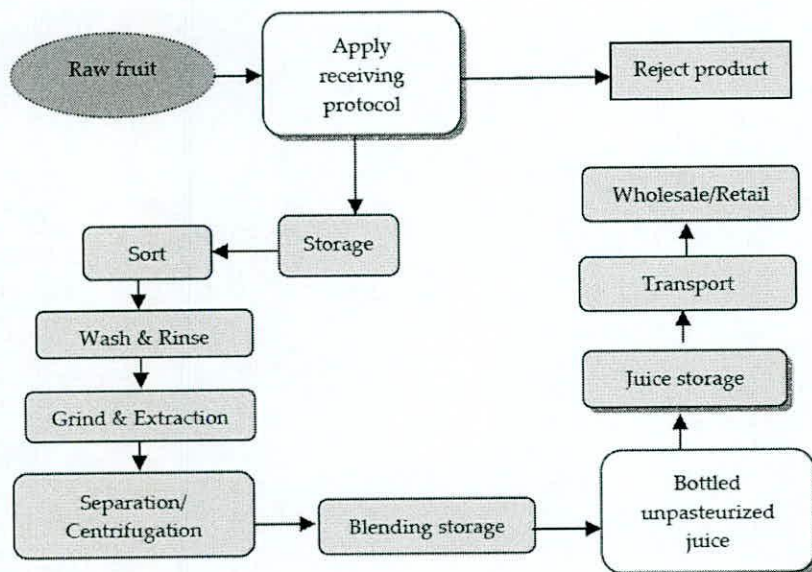 Raw fruit
Apply
receiving
protocol
Reject product
Storage
Sort
Wash & Rinse
Grind & Extraction
Separation/
Centrifugation
Blending storage
Bottled
unpasteurized
juice
Juice storage
Transport
Wholesale/Retail